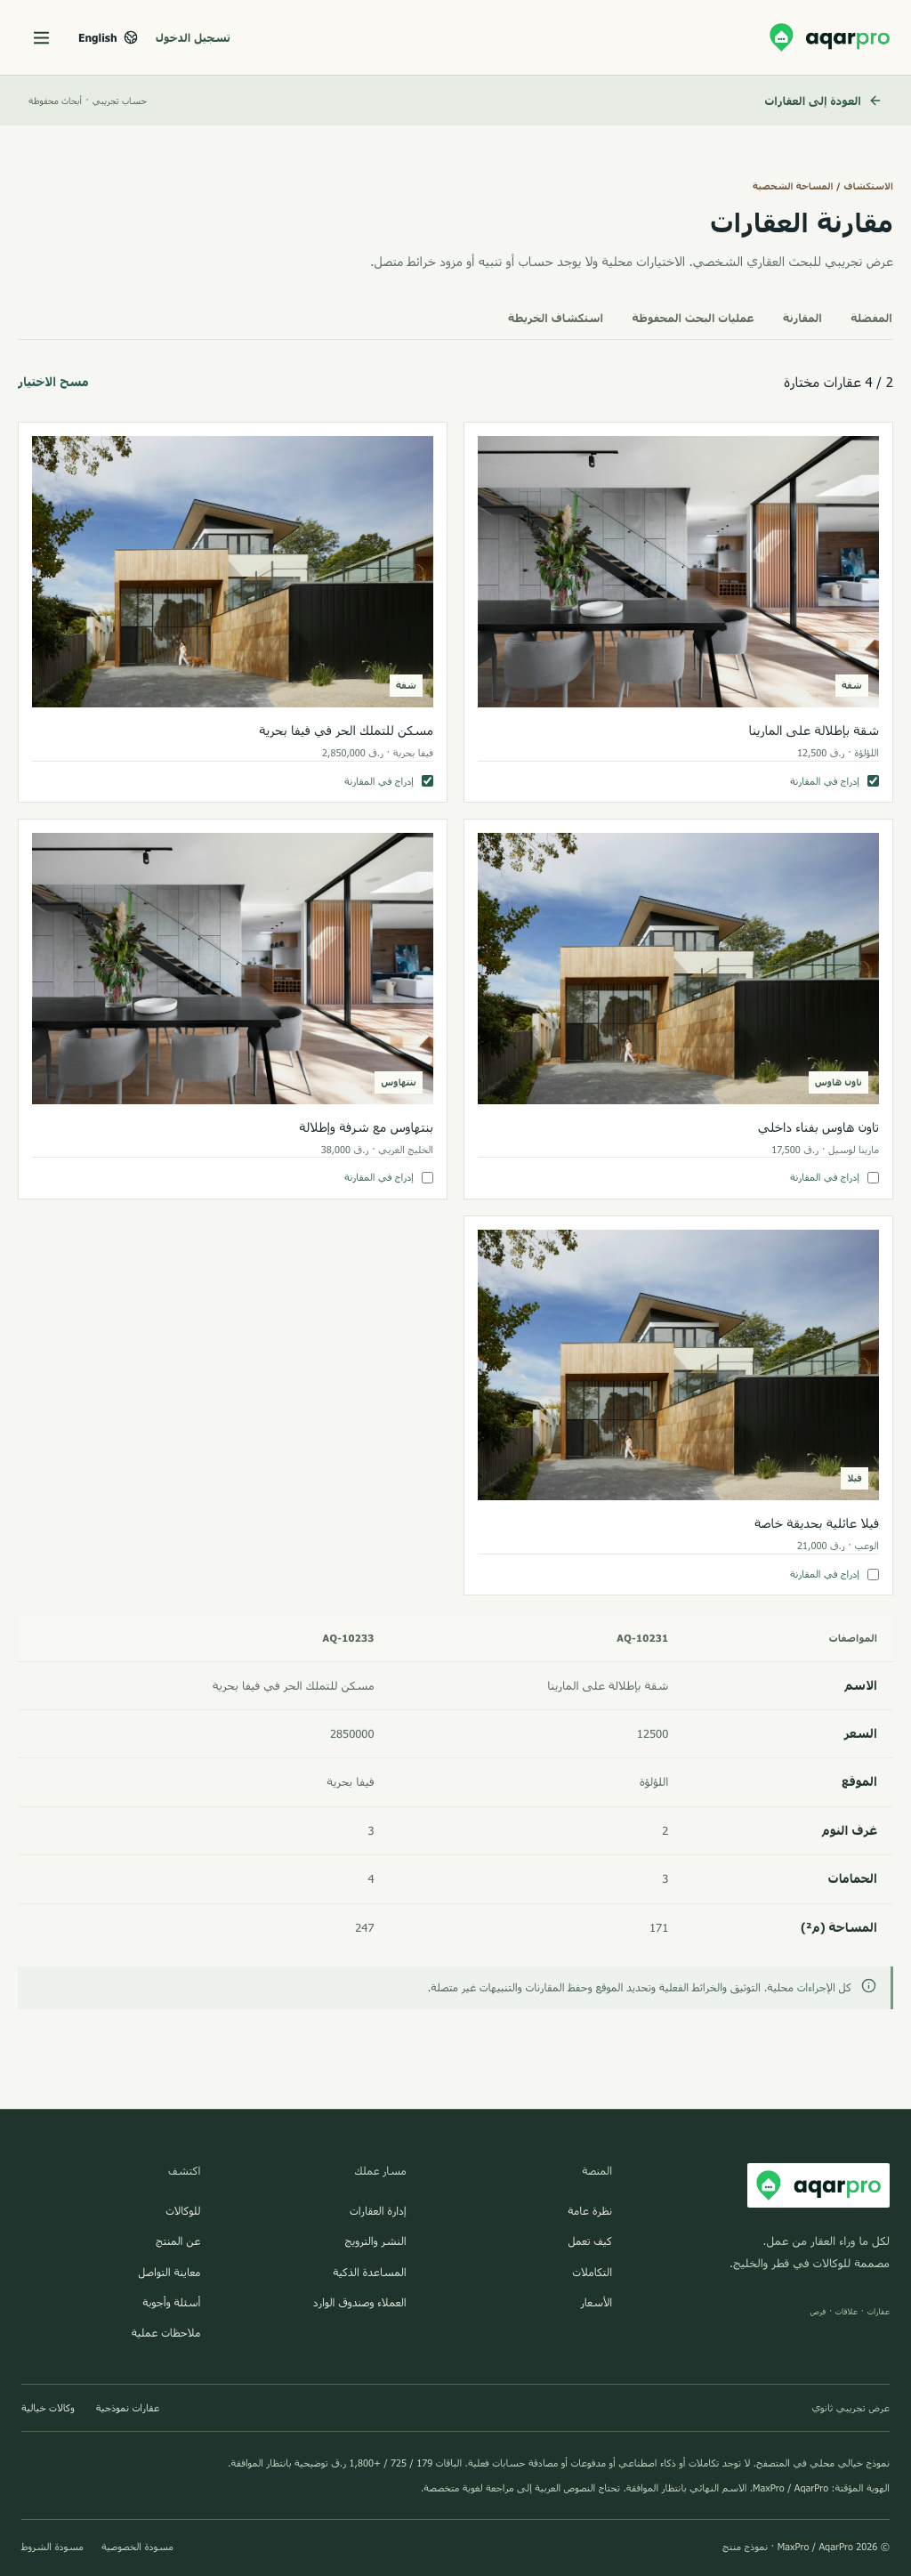 aqarpro
تسجيل الدخول
English
العودة إلى العقارات
حساب تجريبي · أبحاث محفوظة
الاستكشاف / المساحة الشخصية
مقارنة العقارات
عرض تجريبي للبحث العقاري الشخصي. الاختيارات محلية ولا يوجد حساب أو تنبيه أو مزود خرائط متصل.
المفضلة
المقارنة
عمليات البحث المحفوظة
استكشاف الخريطة
2 / 4 عقارات مختارة
مسح الاختيار
شقة
شقة بإطلالة على المارينا
اللؤلؤة · ر.ق 12,500
إدراج في المقارنة
شقة
مسكن للتملك الحر في فيفا بحرية
فيفا بحرية · ر.ق 2,850,000
إدراج في المقارنة
تاون هاوس
تاون هاوس بفناء داخلي
مارينا لوسيل · ر.ق 17,500
إدراج في المقارنة
بنتهاوس
بنتهاوس مع شرفة وإطلالة
الخليج الغربي · ر.ق 38,000
إدراج في المقارنة
فيلا
فيلا عائلية بحديقة خاصة
الوعب · ر.ق 21,000
إدراج في المقارنة
المواصفات AQ-10231 AQ-10233
الاسم شقة بإطلالة على المارينا مسكن للتملك الحر في فيفا بحرية
السعر 12500 2850000
الموقع اللؤلؤة فيفا بحرية
غرف النوم 2 3
الحمامات 3 4
المساحة (م²) 171 247
كل الإجراءات محلية. التوثيق والخرائط الفعلية وتحديد الموقع وحفظ المقارنات والتنبيهات غير متصلة.
aqarpro
لكل ما وراء العقار من عمل.
مصممة للوكالات في قطر والخليج.
عقارات · علاقات · فرص
المنصة
نظرة عامة
كيف تعمل
التكاملات
الأسعار
مسار عملك
إدارة العقارات
النشر والترويج
المساعدة الذكية
العملاء وصندوق الوارد
اكتشف
للوكالات
عن المنتج
معاينة التواصل
أسئلة وأجوبة
ملاحظات عملية
عرض تجريبي ثانوي
عقارات نموذجية
وكالات خيالية
نموذج خيالي محلي في المتصفح. لا توجد تكاملات أو ذكاء اصطناعي أو مدفوعات أو مصادقة حسابات فعلية. الباقات 179 / 725 / +1,800 ر.ق توضيحية بانتظار الموافقة.
الهوية المؤقتة: MaxPro / AqarPro. الاسم النهائي بانتظار الموافقة. تحتاج النصوص العربية إلى مراجعة لغوية متخصصة.
© 2026 MaxPro / AqarPro · نموذج منتج
مسودة الخصوصية
مسودة الشروط